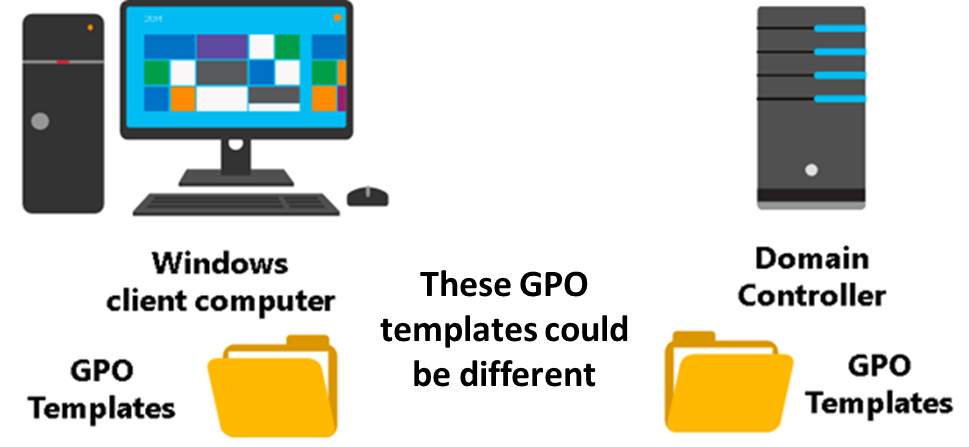 Start
Windows
client computer
GPO
Templates
These GPO
templates could
be different
Domain
Controller
GPO
Templates